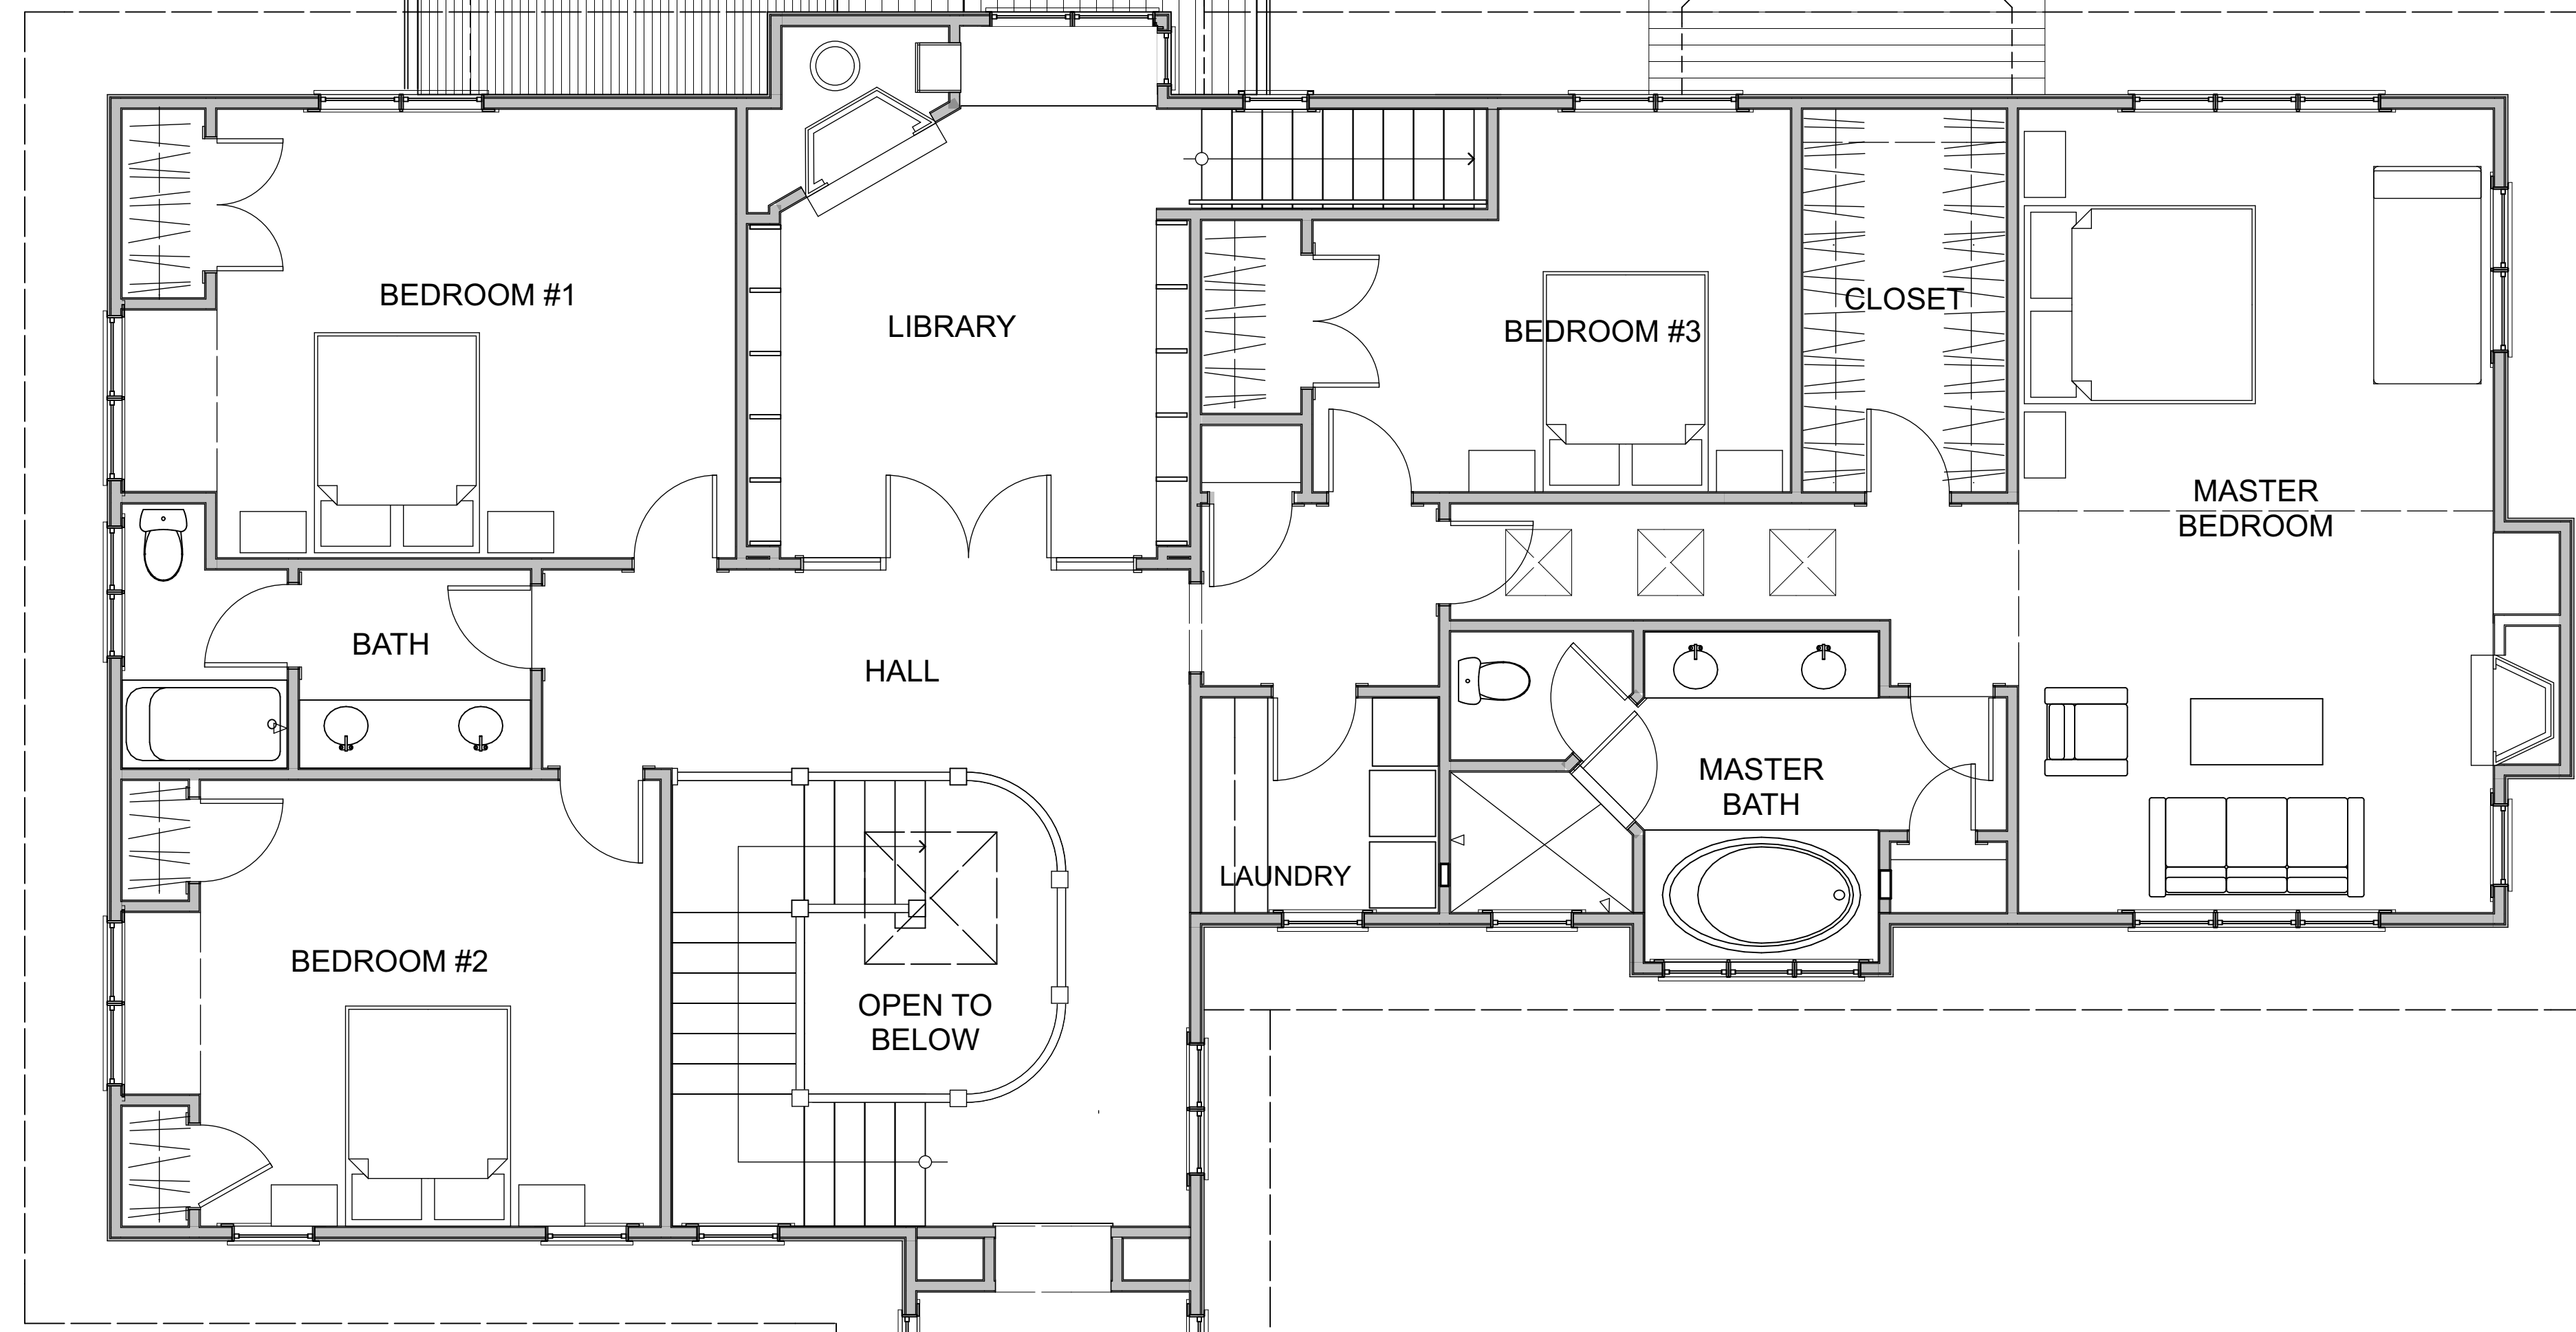 BEDROOM #1
LIBRARY
BEDROOM #3
CLOSET
MASTER
BEDROOM
BATH
HALL
MASTER
BATH
LAUNDRY
BEDROOM #2
OPEN TO
BELOW